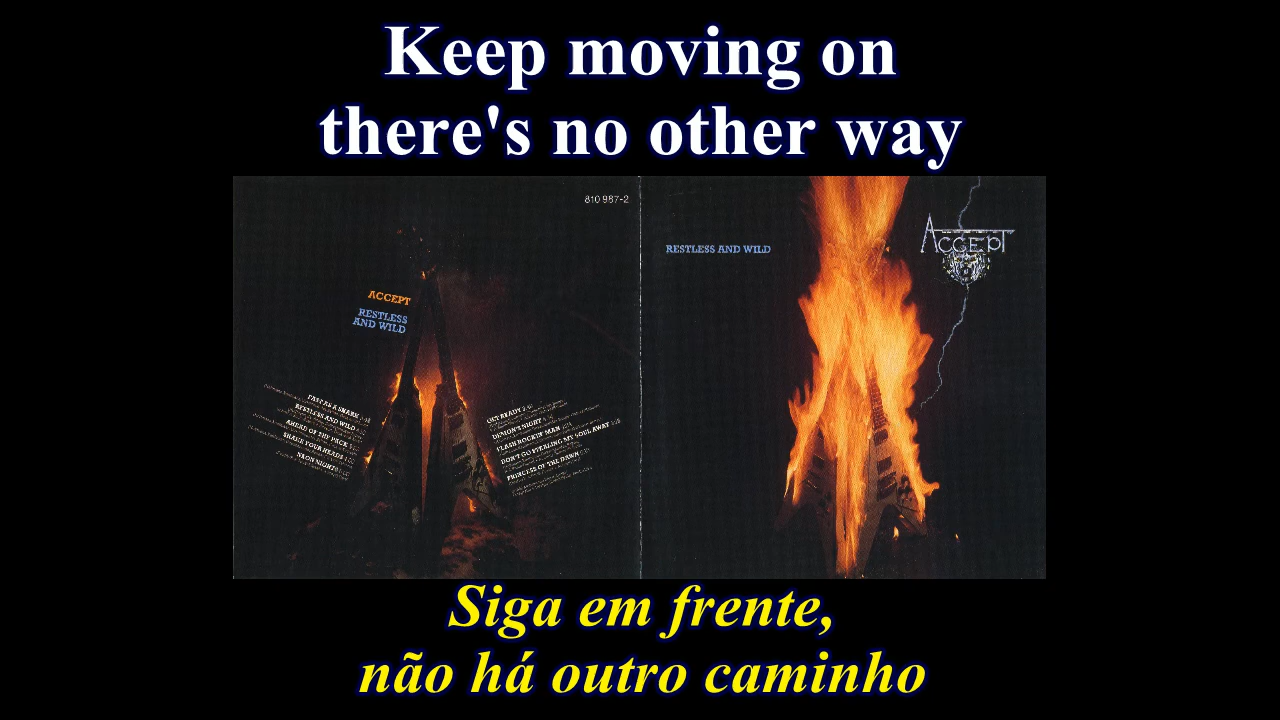 Keep moving on
there's no other way
810 987-2
RESTLESS AND WILD
ACCEPT
ACCEPT
RESTLESS
AND WILD
FAST AS A SHARK
RESTLESS AND WILD
AHEAD OF THE PACK
SHAKE YOUR HEADS
NEON NIGHTS
GET READY
DEMON'S NIGHT
FLASH ROCKIN' MAN
DON'T GO STEALING MY SOUL AWAY
PRINCESS OF THE DAWN
Siga em frente,
não há outro caminho